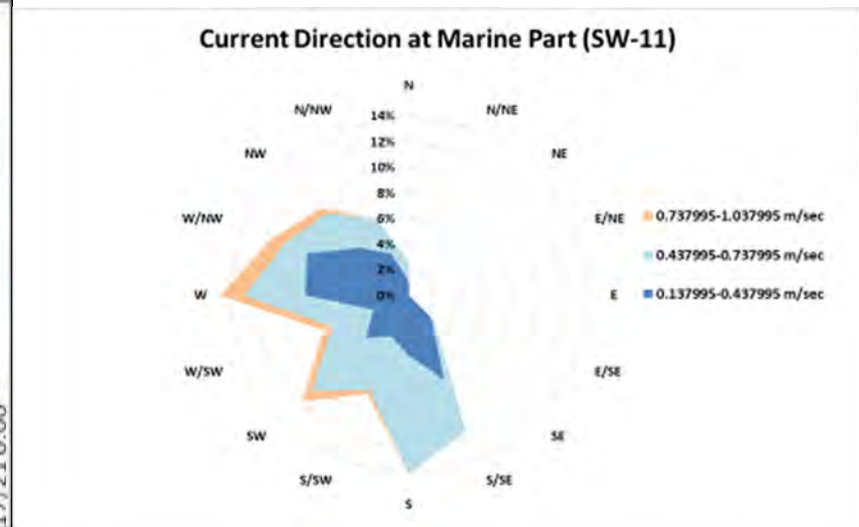 Current Direction at Marine Part (SW-11)
N
N/NW
N/NE
14%
12%
NW
NE
10%
8%
W/NW
6%
E/NE
0.737995-1.037995 m/sec
4%
0.437995-0.737995 m/sec
2%
W
0%
E
0.137995-0.437995 m/sec
W/SW
E/SE
SW
SE
S/SW
S/SE
S